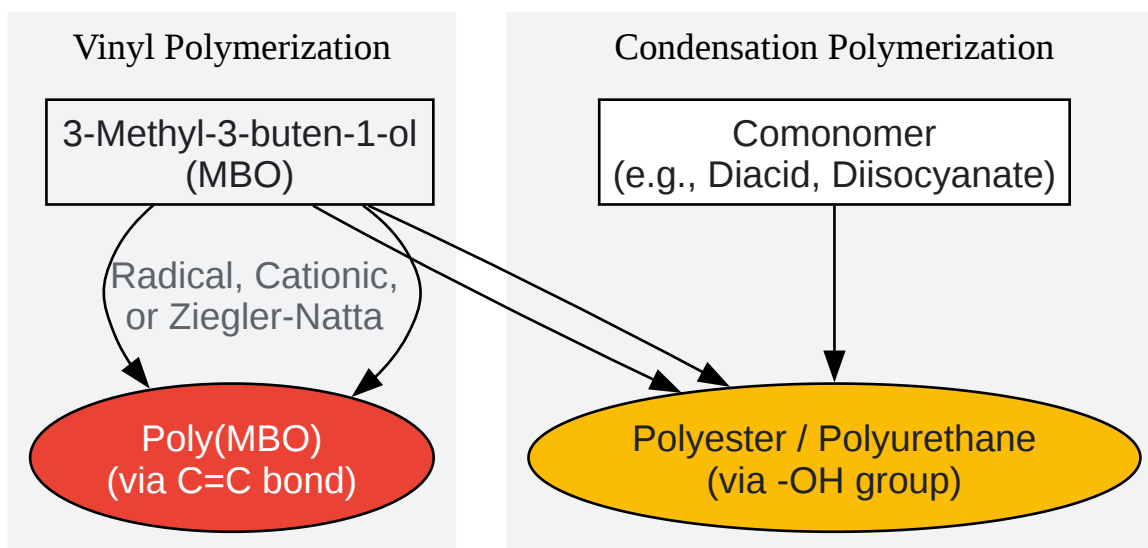 Vinyl Polymerization
3-Methyl-3-buten-1-ol
(MBO)
Radical, Cationic,
or Ziegler-Natta
Poly(MBO)
(via C=C bond)
Condensation Polymerization
Comonomer
(e.g., Diacid, Diisocyanate)
Polyester / Polyurethane
(via -OH group)